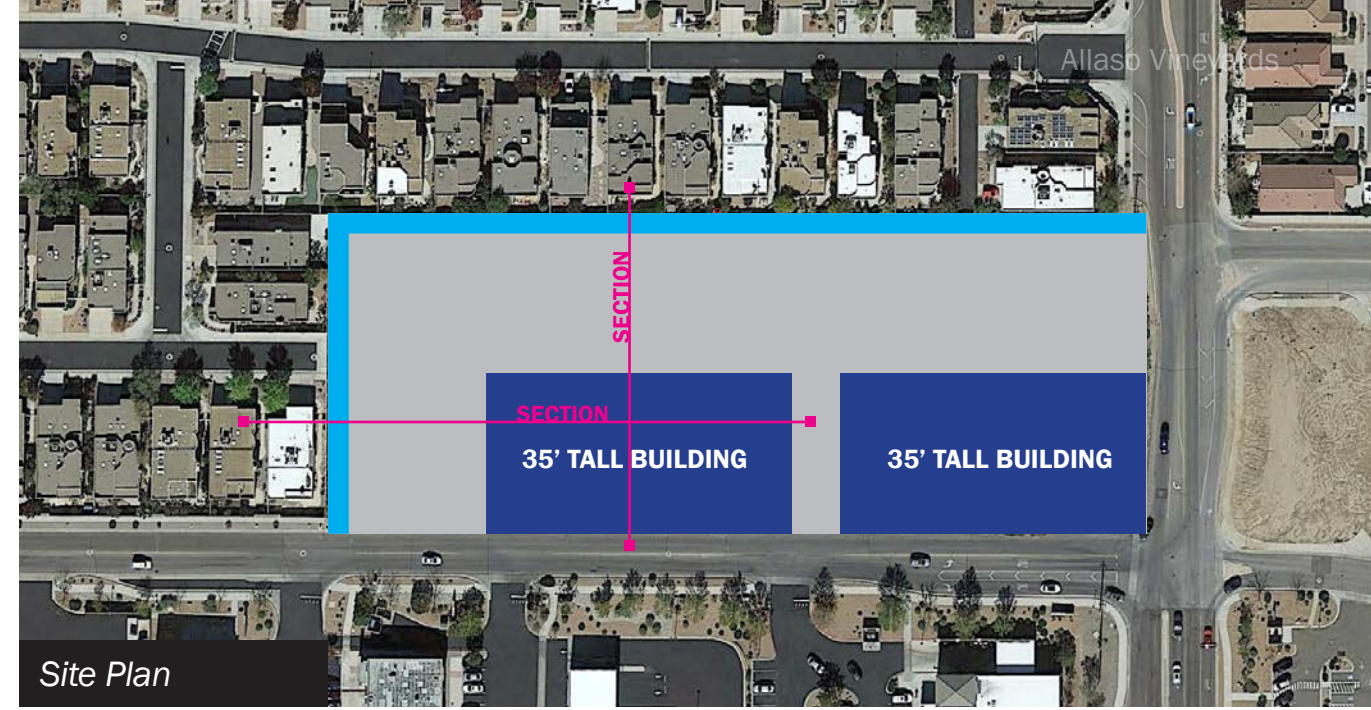 Allaso Vineyards
SECTION
SECTION
35’ TALL BUILDING
35’ TALL BUILDING
Site Plan